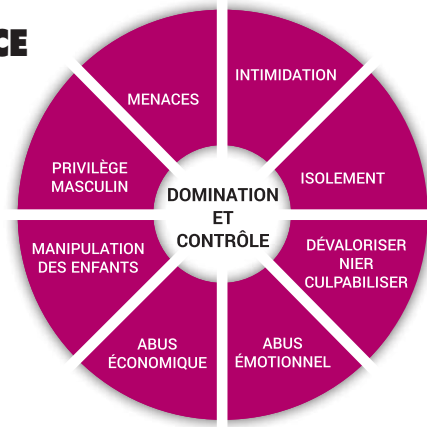 CE
INTIMIDATION
MENACES
PRIVILÈGE
MASCULIN
ISOLEMENT
DOMINATION
ET
CONTRÔLE
MANIPULATION
DES ENFANTS
DÉVALORISER
NIER
CULPABILISER
ABUS
ÉCONOMIQUE
ABUS
ÉMOTIONNEL